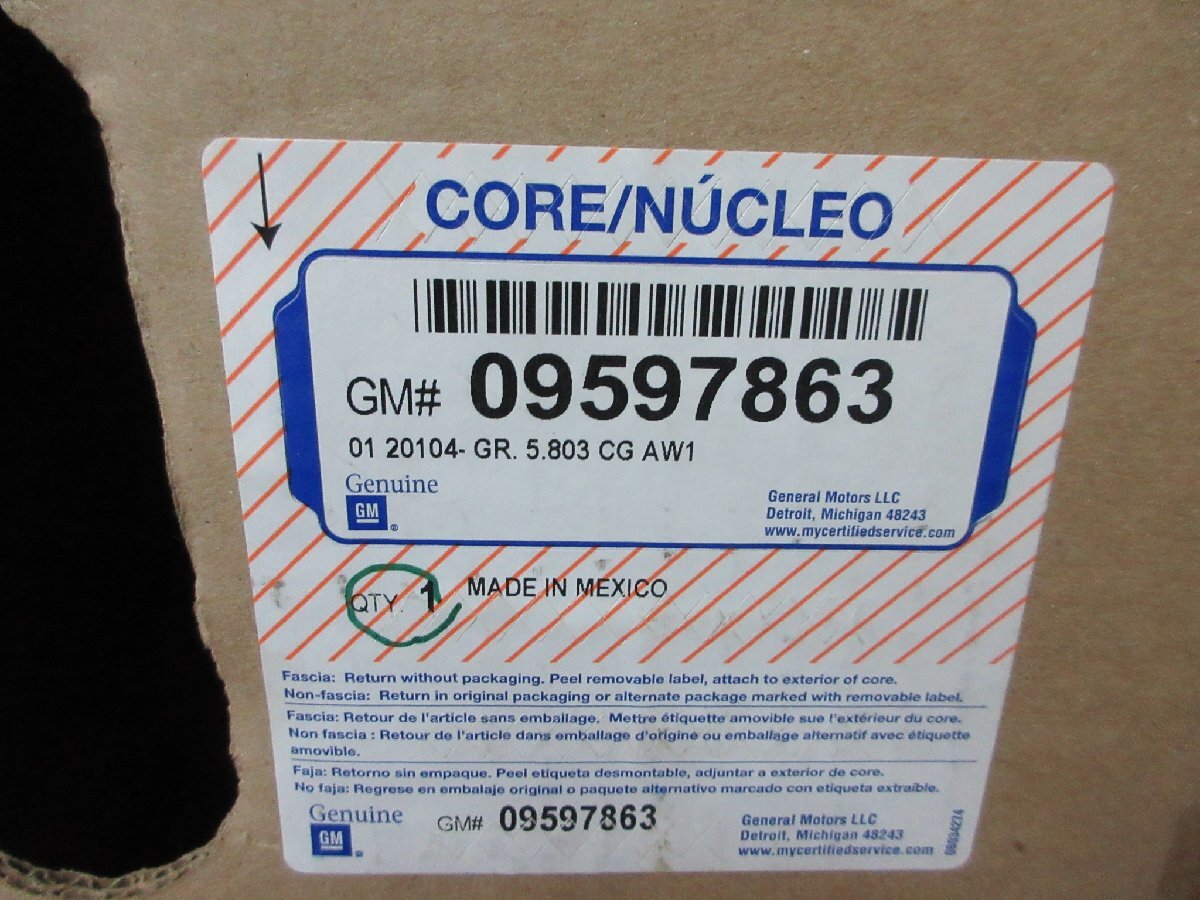 CORE/NÚCLEO
GM# 09597863
01 20104- GR. 5.803 CG AW1
Genuine
GM
®
General Motors LLC
Detroit, Michigan 48243
www.mycertifiedservice.com
QTY. 1 MADE IN MEXICO
Fascia: Return without packaging. Peel removable label, attach to exterior of core.
Non-fascia: Return in original packaging or alternate package marked with removable label.
Fascia: Retour de l'article sans emballage. Mettre étiquette amovible sue l'extérieur du core.
Non fascia : Retour de l'article dans emballage d'origine ou emballage alternatif avec étiquette
amovible.
Faja: Retorno sin empaque. Peel etiqueta desmontable, adjuntar a exterior de core.
No faja: Regrese en embalaje original o paquete alternativo marcado con etiqueta extraíble.
Genuine
GM
®
GM# 09597863
General Motors LLC
Detroit, Michigan 48243
www.mycertifiedservice.com